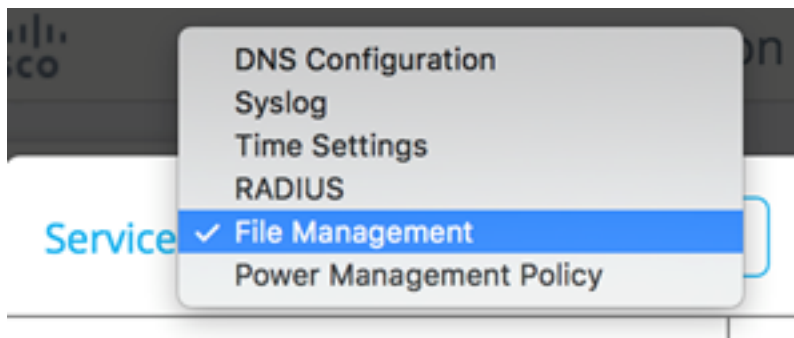 DNS Configuration
Syslog
Time Settings
RADIUS
Service ✓ File Management
Power Management Policy